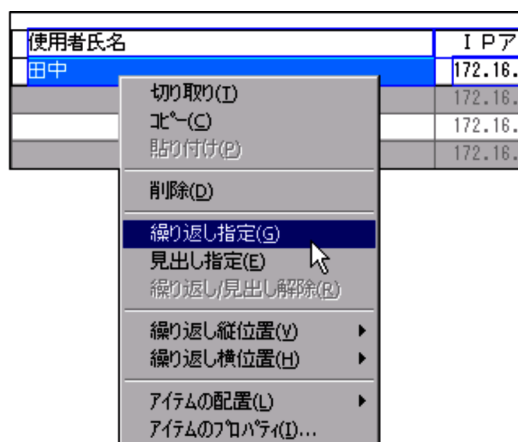 使用者氏名 ＩＰア
田中 172.16.
172.16.
172.16.
172.16.
切り取り(T)
ｺﾋﾟｰ(C)
貼り付け(P)
削除(D)
繰り返し指定(G)
見出し指定(E)
繰り返し/見出し解除(R)
繰り返し縦位置(V)
繰り返し横位置(H)
ｱｲﾃﾑの配置(L)
ｱｲﾃﾑのﾌﾟﾛﾊﾟﾃｨ(I)...